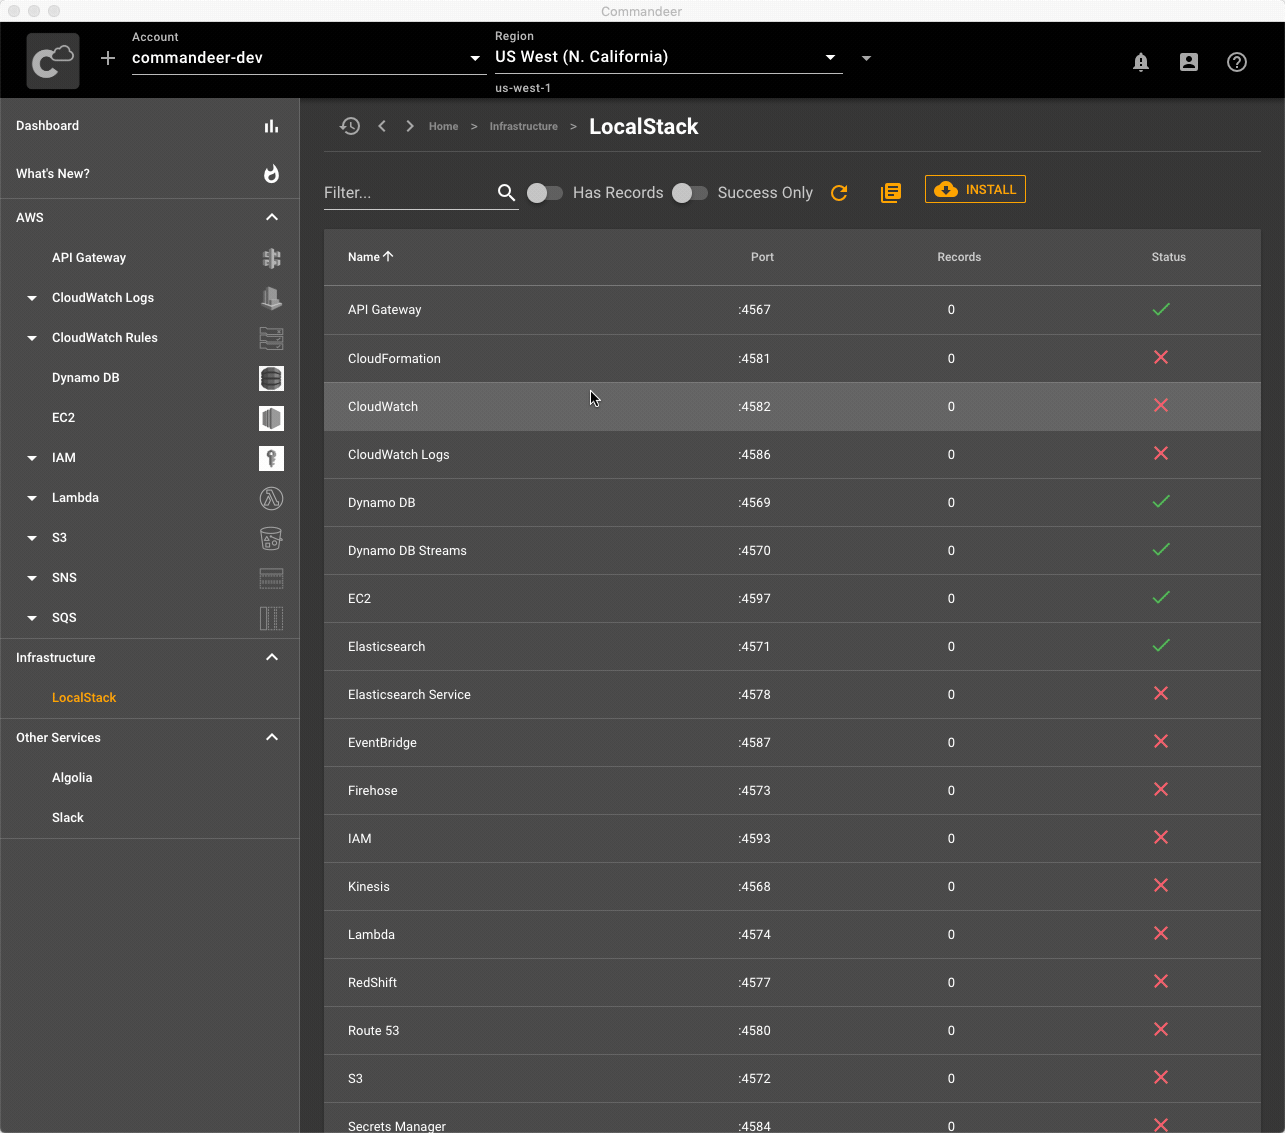 Commandeer
Account
commandeer-dev
Region
US West (N. California)
us-west-1
Dashboard
What's New?
AWS
API Gateway
CloudWatch Logs
CloudWatch Rules
Dynamo DB
EC2
IAM
Lambda
S3
SNS
SQS
Infrastructure
LocalStack
Other Services
Algolia
Slack
Home > Infrastructure > LocalStack
Filter... Has Records Success Only INSTALL
Name Port Records Status
API Gateway :4567 0
CloudFormation :4581 0
CloudWatch :4582 0
CloudWatch Logs :4586 0
Dynamo DB :4569 0
Dynamo DB Streams :4570 0
EC2 :4597 0
Elasticsearch :4571 0
Elasticsearch Service :4578 0
EventBridge :4587 0
Firehose :4573 0
IAM :4593 0
Kinesis :4568 0
Lambda :4574 0
RedShift :4577 0
Route 53 :4580 0
S3 :4572 0
Secrets Manager :4584 0